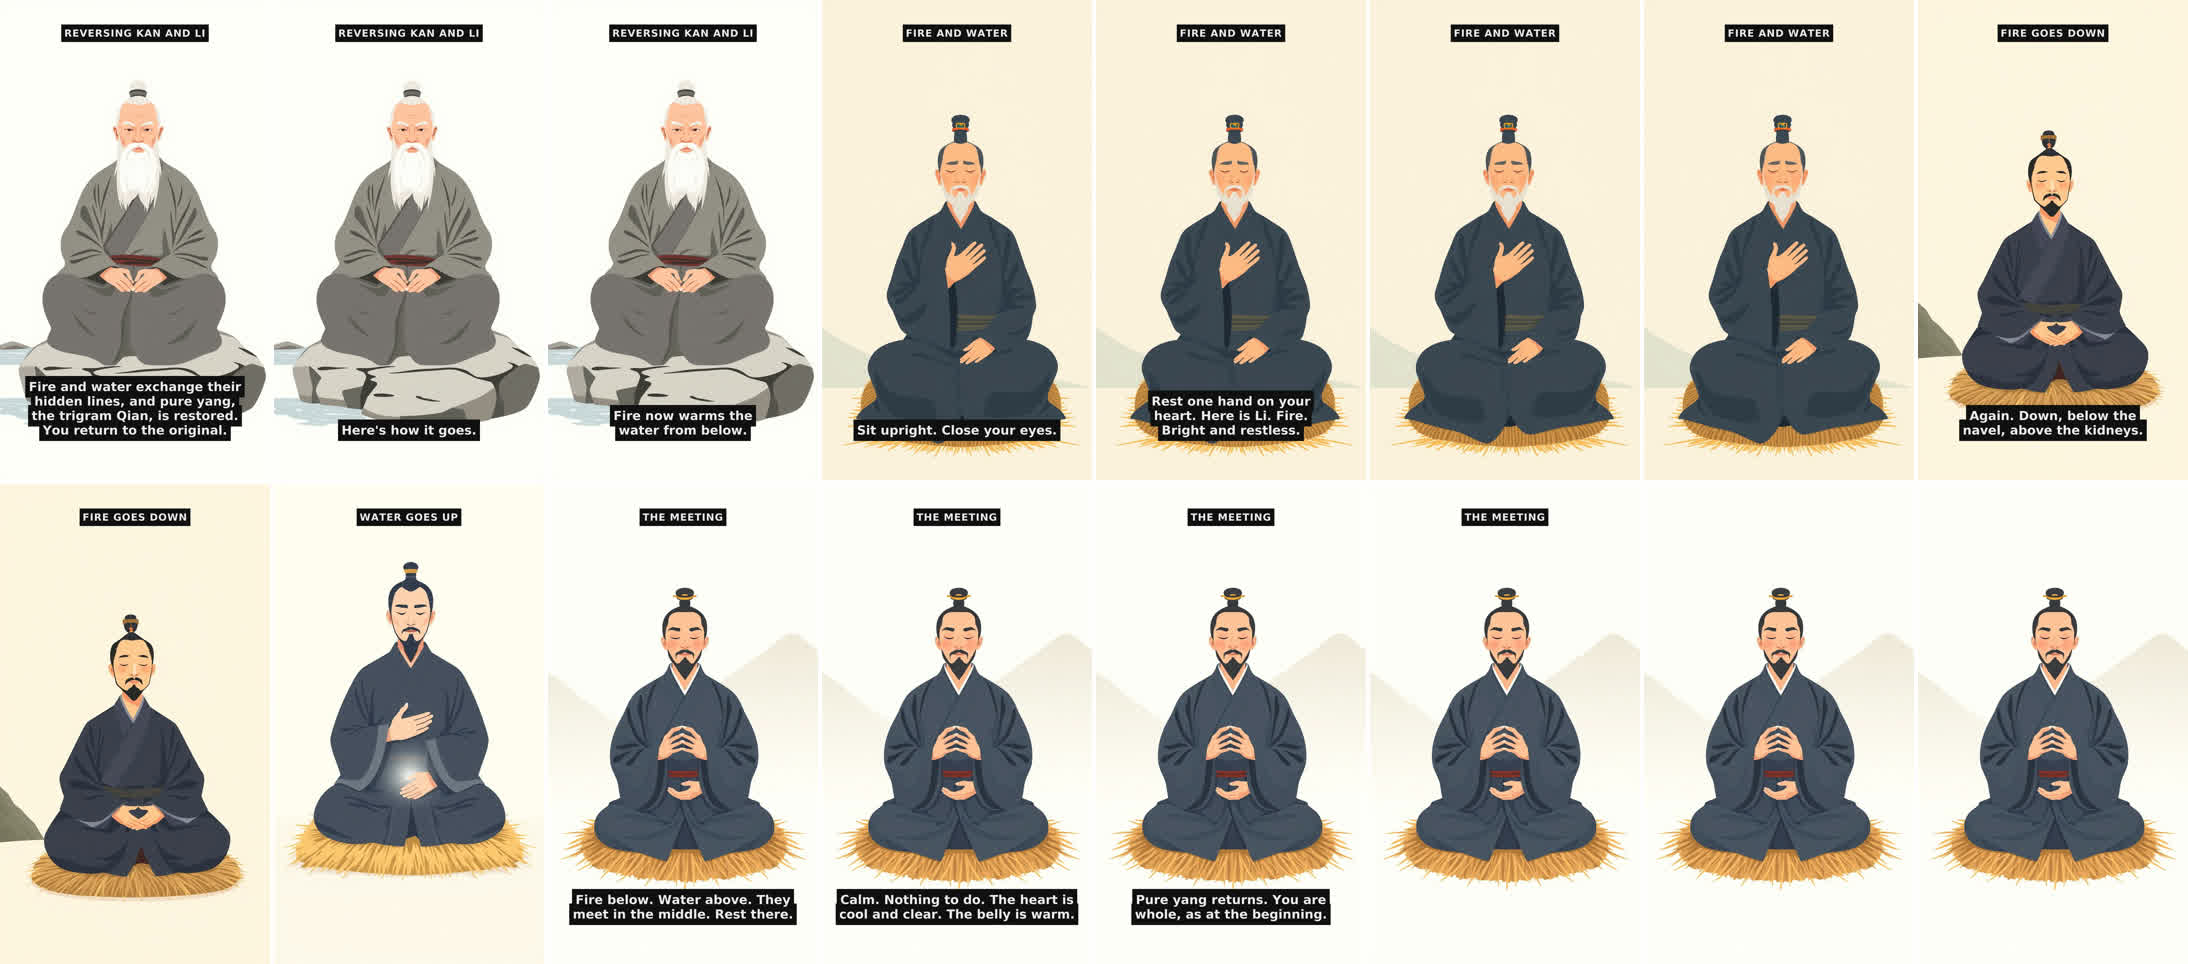 REVERSING KAN AND LI
Fire and water exchange their
hidden lines, and pure yang,
the trigram Qian, is restored.
You return to the original.
REVERSING KAN AND LI
Here's how it goes.
REVERSING KAN AND LI
Fire now warms the
water from below.
FIRE AND WATER
Sit upright. Close your eyes.
FIRE AND WATER
Rest one hand on your
heart. Here is Li. Fire.
Bright and restless.
FIRE AND WATER
FIRE AND WATER
FIRE GOES DOWN
Again. Down, below the
navel, above the kidneys.
FIRE GOES DOWN
WATER GOES UP
THE MEETING
Fire below. Water above. They
meet in the middle. Rest there.
THE MEETING
Calm. Nothing to do. The heart is
cool and clear. The belly is warm.
THE MEETING
Pure yang returns. You are
whole, as at the beginning.
THE MEETING